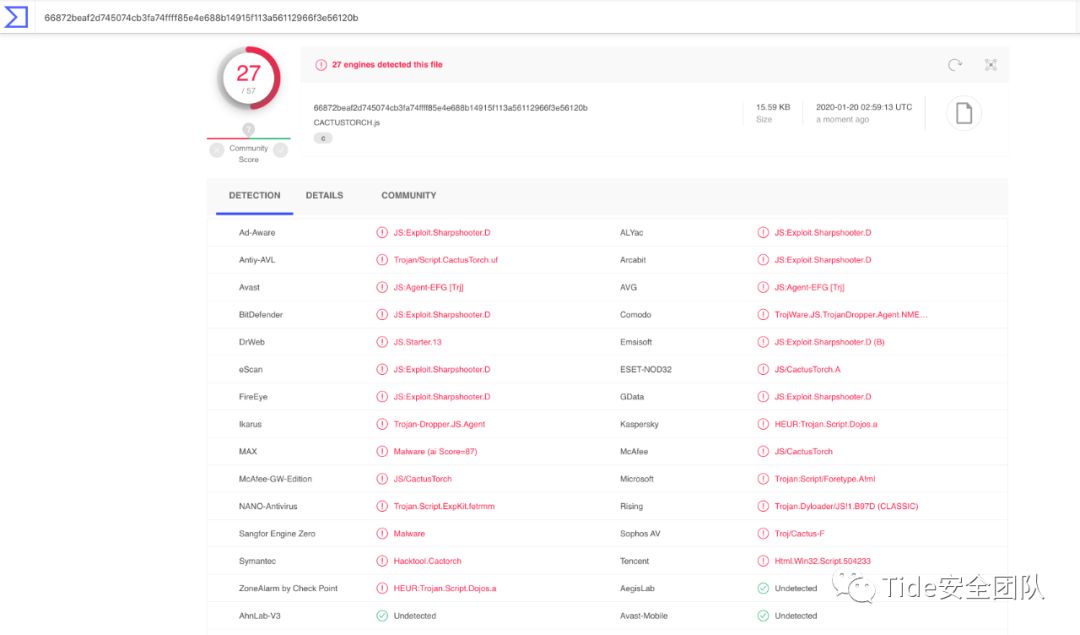 66872beaf2d745074cb3fa74ffff85e4e688b14915f113a56112966f3e56120b
27
/ 57
?
Community
Score
27 engines detected this file
66872beaf2d745074cb3fa74ffff85e4e688b14915f113a56112966f3e56120b
CACTUSTORCH.js
c
15.59 KB
Size
2020-01-20 02:59:13 UTC
a moment ago
DETECTION DETAILS COMMUNITY
Ad-Aware JS:Exploit.Sharpshooter.D ALYac JS:Exploit.Sharpshooter.D
Antiy-AVL Trojan/Script.CactusTorch.uf Arcabit JS:Exploit.Sharpshooter.D
Avast JS:Agent-EFG [Trj] AVG JS:Agent-EFG [Trj]
BitDefender JS:Exploit.Sharpshooter.D Comodo TrojWare.JS.TrojanDropper.Agent.NME…
DrWeb JS.Starter.13 Emsisoft JS:Exploit.Sharpshooter.D (B)
eScan JS:Exploit.Sharpshooter.D ESET-NOD32 JS/CactusTorch.A
FireEye JS:Exploit.Sharpshooter.D GData JS:Exploit.Sharpshooter.D
Ikarus Trojan-Dropper.JS.Agent Kaspersky HEUR:Trojan.Script.Dojos.a
MAX Malware (ai Score=87) McAfee JS/CactusTorch
McAfee-GW-Edition JS/CactusTorch Microsoft Trojan:Script/Foretype.A!ml
NANO-Antivirus Trojan.Script.ExpKit.fetrmm Rising Trojan.Dyloader/JS!1.B97D (CLASSIC)
Sangfor Engine Zero Malware Sophos AV Troj/Cactus-F
Symantec Hacktool.Cactorch Tencent Html.Win32.Script.504233
ZoneAlarm by Check Point HEUR:Trojan.Script.Dojos.a AegisLab Undetected
AhnLab-V3 Undetected Avast-Mobile Undetected
Tide安全团队